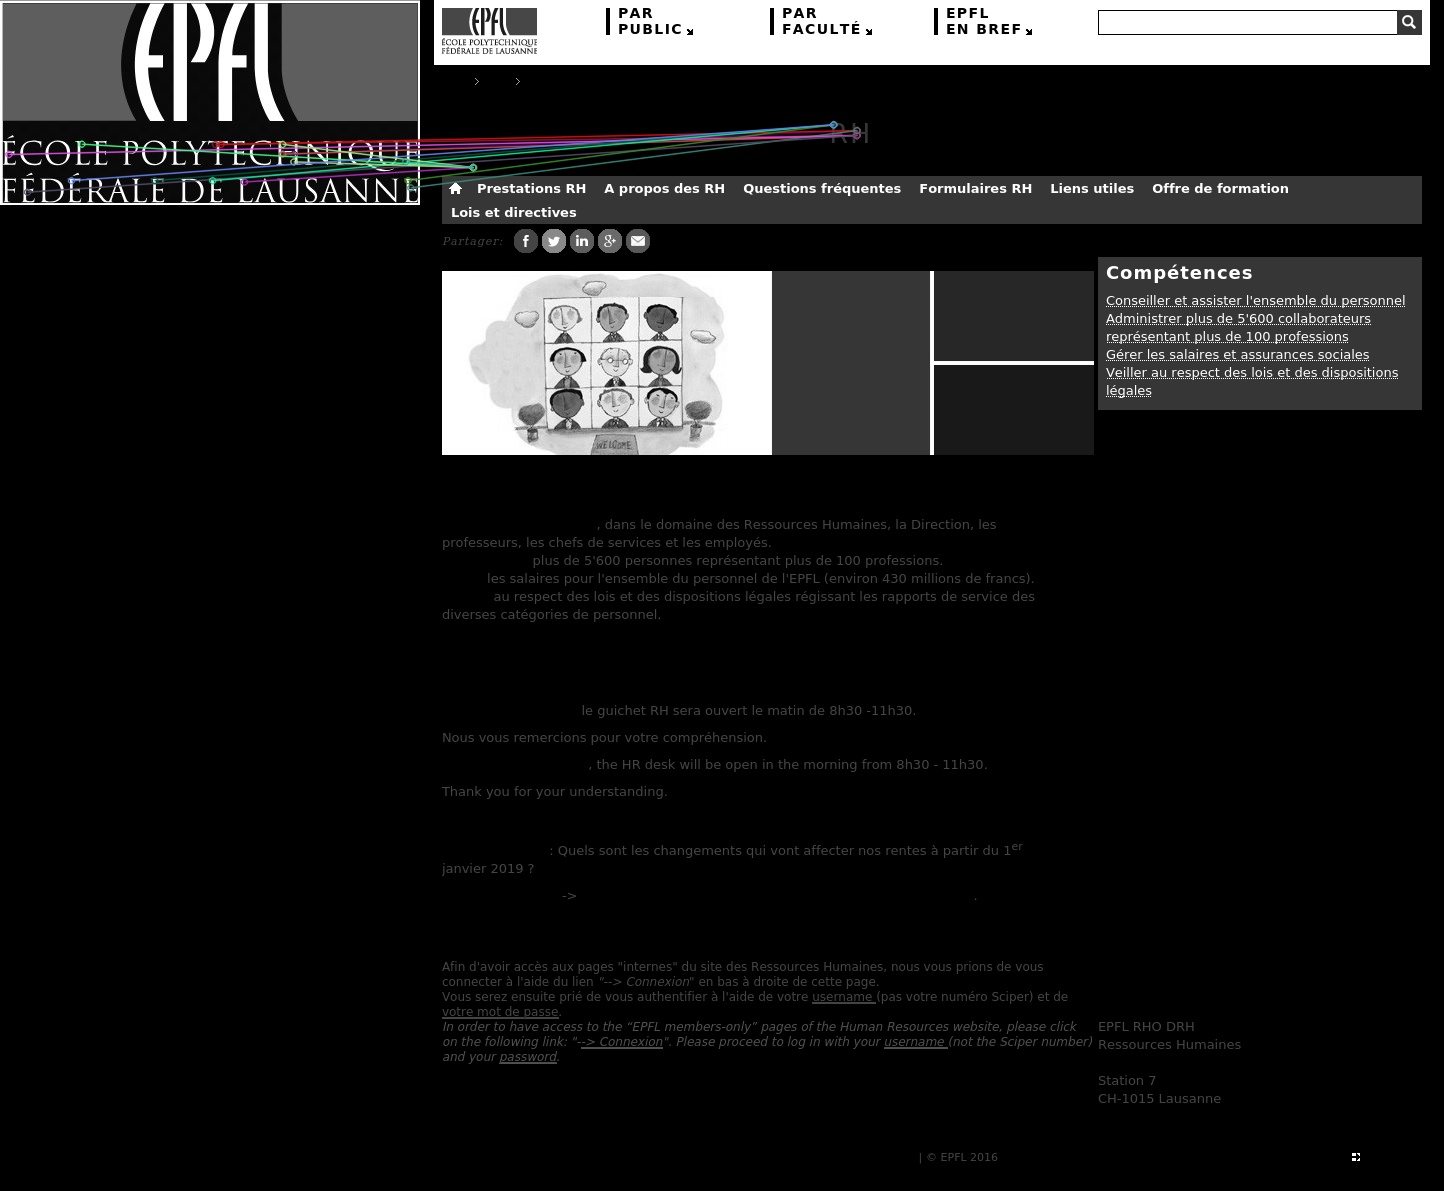 EPFL
ÉCOLE POLYTECHNIQUE
FÉDÉRALE DE LAUSANNE
EPFL
ÉCOLE POLYTECHNIQUE
FÉDÉRALE DE LAUSANNE
PAR
PUBLIC
PAR
FACULTÉ
EPFL
EN BREF
RH
Prestations RH A propos des RH Questions fréquentes Formulaires RH Liens utiles Offre de formation
Lois et directives
Partager:
WELCOME
Compétences
Conseiller et assister l'ensemble du personnel
Administrer plus de 5'600 collaborateurs
représentant plus de 100 professions
Gérer les salaires et assurances sociales
Veiller au respect des lois et des dispositions
légales
, dans le domaine des Ressources Humaines, la Direction, les
professeurs, les chefs de services et les employés.
plus de 5'600 personnes représentant plus de 100 professions.
les salaires pour l'ensemble du personnel de l'EPFL (environ 430 millions de francs).
au respect des lois et des dispositions légales régissant les rapports de service des
diverses catégories de personnel.
le guichet RH sera ouvert le matin de 8h30 -11h30.
Nous vous remercions pour votre compréhension.
, the HR desk will be open in the morning from 8h30 - 11h30.
Thank you for your understanding.
: Quels sont les changements qui vont affecter nos rentes à partir du 1er
janvier 2019 ?
-> .
Afin d'avoir accès aux pages "internes" du site des Ressources Humaines, nous vous prions de vous
connecter à l'aide du lien "--> Connexion" en bas à droite de cette page.
Vous serez ensuite prié de vous authentifier à l'aide de votre username (pas votre numéro Sciper) et de
votre mot de passe.
In order to have access to the “EPFL members-only” pages of the Human Resources website, please click
on the following link: "--> Connexion". Please proceed to log in with your username (not the Sciper number)
and your password.
EPFL RHO DRH
Ressources Humaines
Station 7
CH-1015 Lausanne
| © EPFL 2016